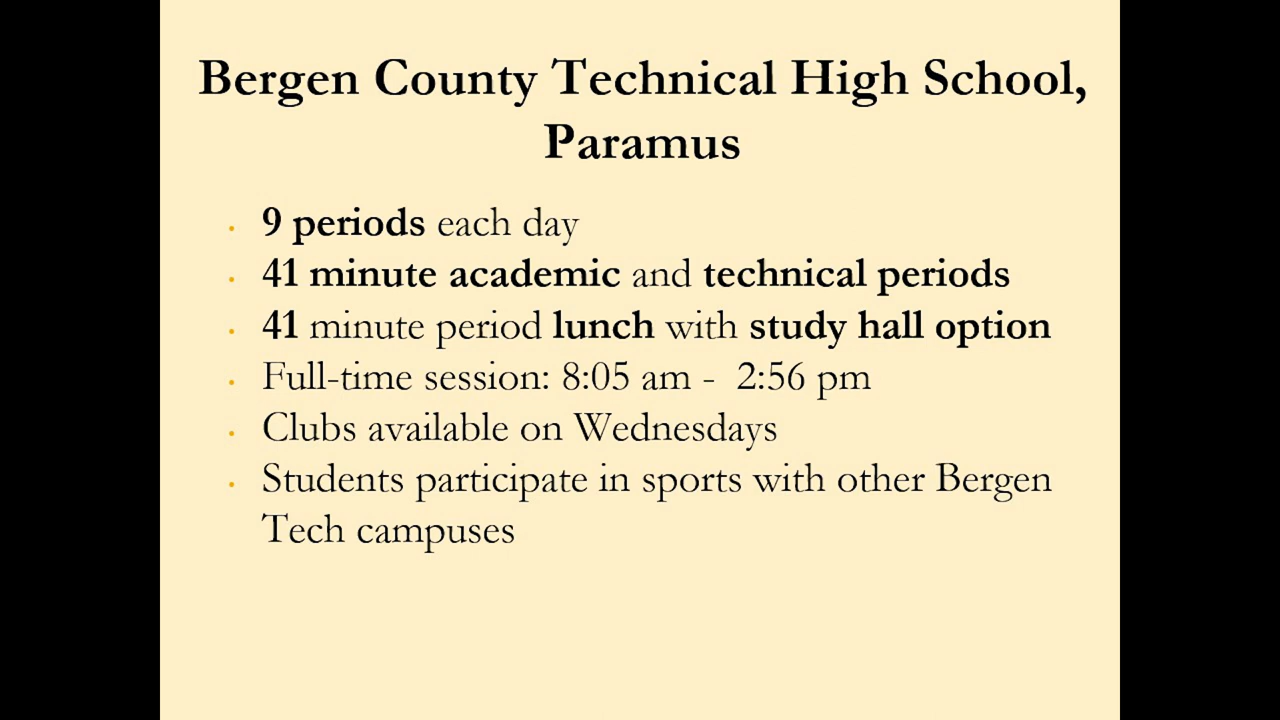 Bergen County Technical High School,
Paramus
· 9 periods each day
· 41 minute academic and technical periods
· 41 minute period lunch with study hall option
· Full-time session: 8:05 am -  2:56 pm
· Clubs available on Wednesdays
· Students participate in sports with other Bergen
Tech campuses